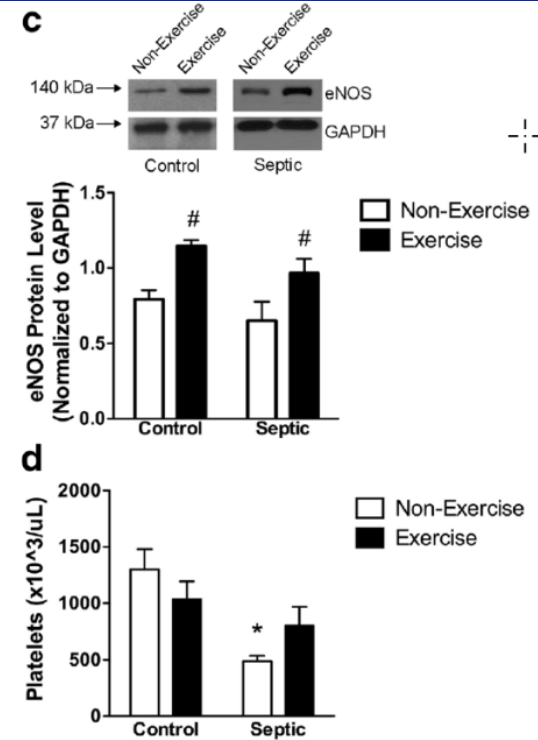 c
Non-Exercise Exercise Non-Exercise Exercise
140 kDa eNOS
37 kDa GAPDH
Control Septic
eNOS Protein Level
(Normalized to GAPDH)
1.5
1.0
0.5
0.0
# #
Control Septic
Non-Exercise
Exercise
d
Platelets (x10^3/uL)
2000
1500
1000
500
0
*
Control Septic
Non-Exercise
Exercise